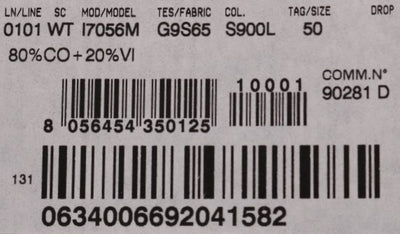 LN/LINE SC MOD/MODEL TES/FABRIC COL. TAG/SIZE DROP
0101 WT I7056M G9S65 S900L 50
80%CO+20%VI
10001
COMM.N°
90281 D
8 056454 350125
131
0634006692041582